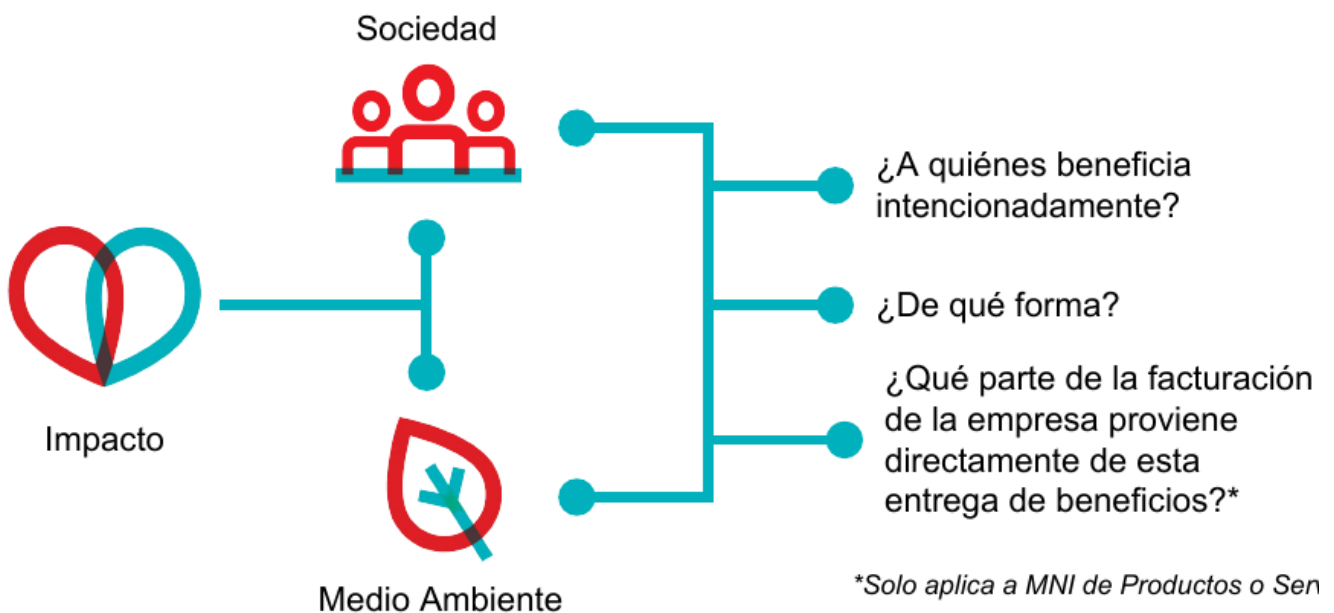 Sociedad
Impacto
Medio Ambiente
¿A quiénes beneficia
intencionadamente?
¿De qué forma?
¿Qué parte de la facturación
de la empresa proviene
directamente de esta
entrega de beneficios?*
*Solo aplica a MNI de Productos o